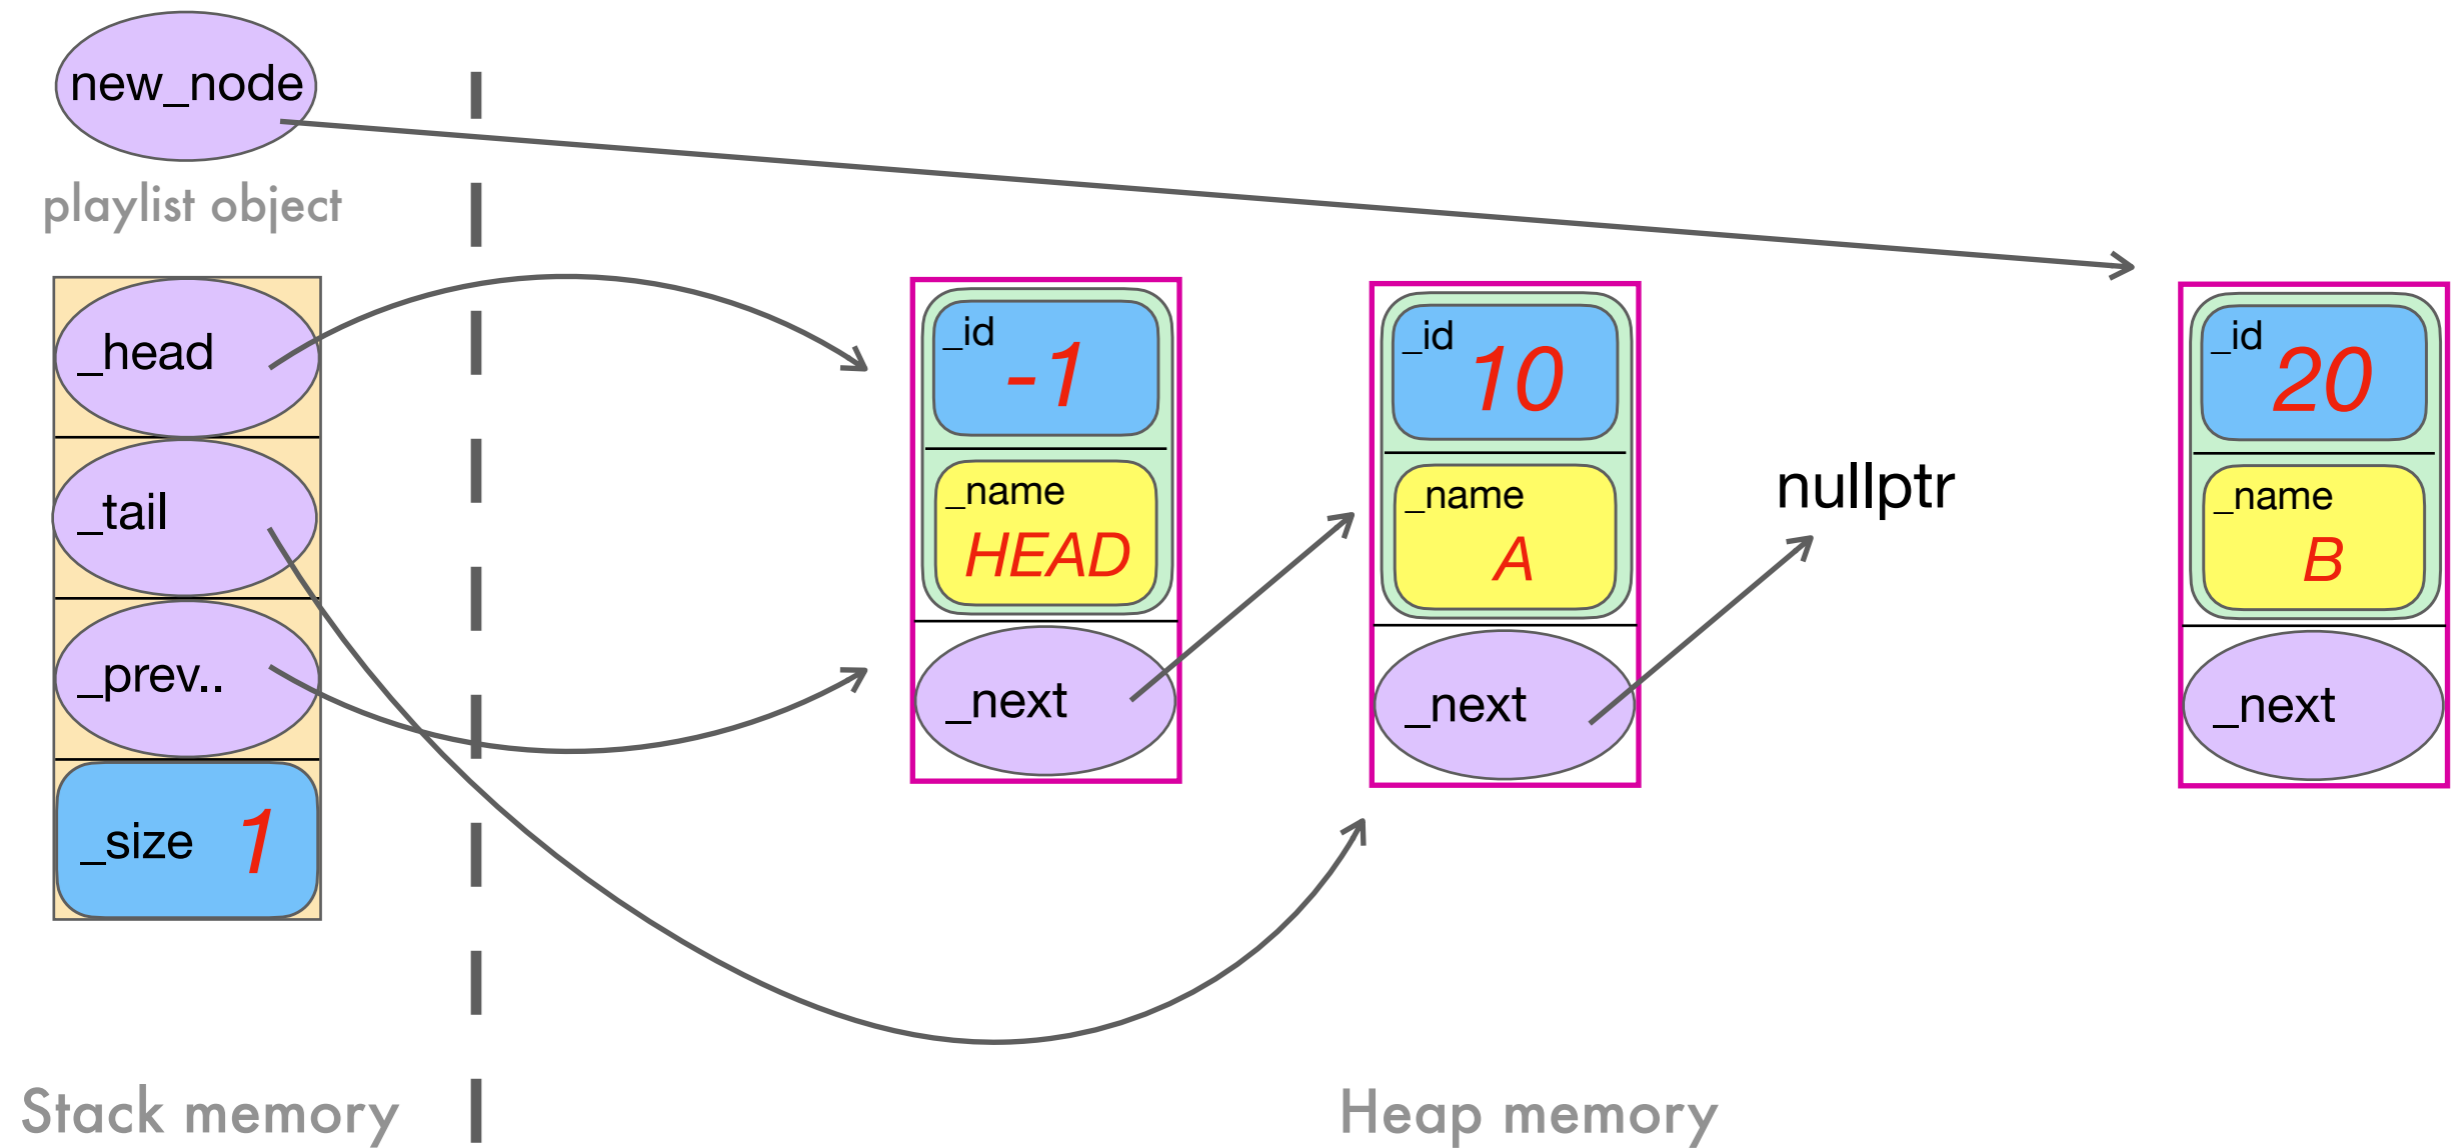 new_node
playlist object
_head
_tail
_prev..
_size 1
_id
-1
_name
HEAD
_next
_id
10
_name
A
_next
nullptr
_id
20
_name
B
_next
Stack memory
Heap memory